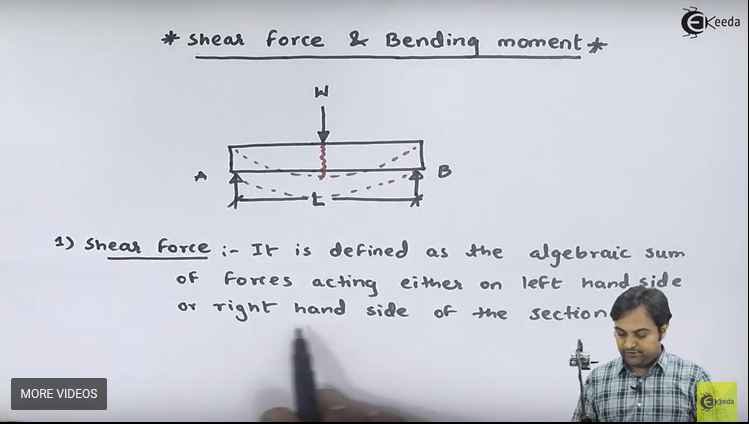 EKeeda
* Shear force & Bending moment *
W
A
B
L
1) Shear force :- It is defined as the algebraic sum
of forces acting either on left hand side
or right hand side of the section
MORE VIDEOS
EKeeda